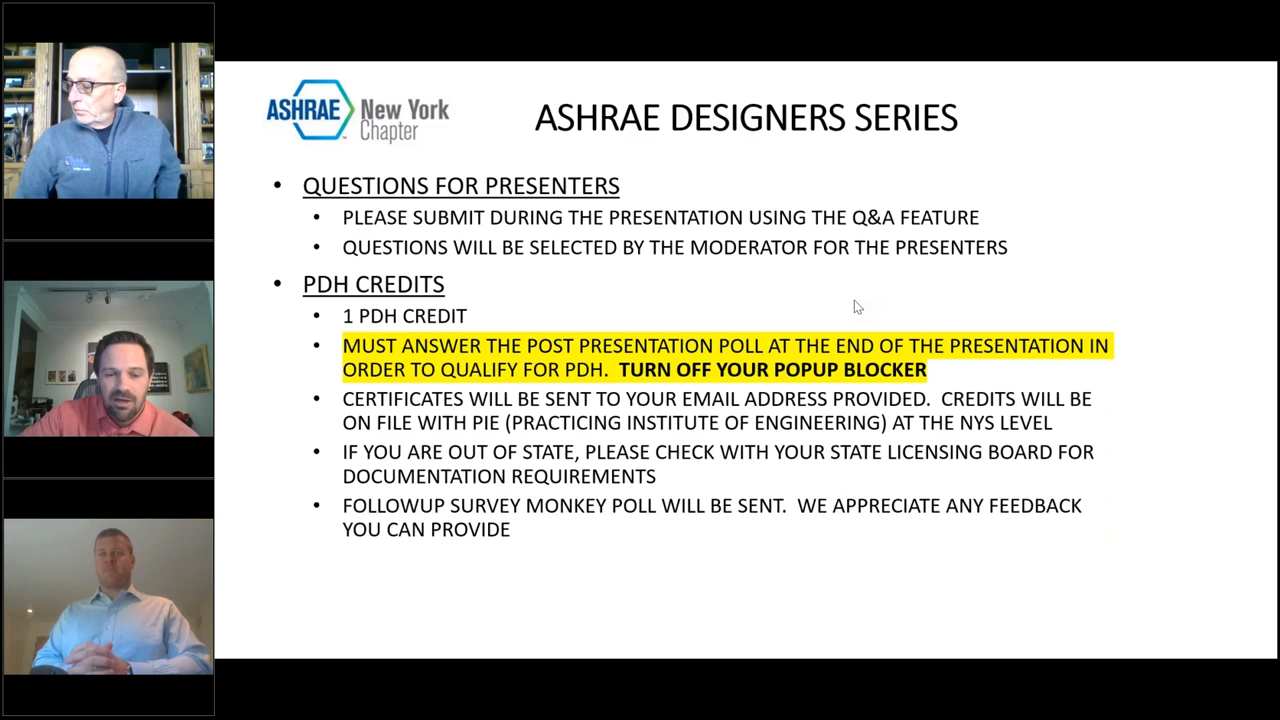 ASHRAE New York
Chapter
ASHRAE DESIGNERS SERIES
• QUESTIONS FOR PRESENTERS
• PLEASE SUBMIT DURING THE PRESENTATION USING THE Q&A FEATURE
• QUESTIONS WILL BE SELECTED BY THE MODERATOR FOR THE PRESENTERS
• PDH CREDITS
• 1 PDH CREDIT
• MUST ANSWER THE POST PRESENTATION POLL AT THE END OF THE PRESENTATION IN
ORDER TO QUALIFY FOR PDH.  TURN OFF YOUR POPUP BLOCKER
• CERTIFICATES WILL BE SENT TO YOUR EMAIL ADDRESS PROVIDED.  CREDITS WILL BE
ON FILE WITH PIE (PRACTICING INSTITUTE OF ENGINEERING) AT THE NYS LEVEL
• IF YOU ARE OUT OF STATE, PLEASE CHECK WITH YOUR STATE LICENSING BOARD FOR
DOCUMENTATION REQUIREMENTS
• FOLLOWUP SURVEY MONKEY POLL WILL BE SENT.  WE APPRECIATE ANY FEEDBACK
YOU CAN PROVIDE